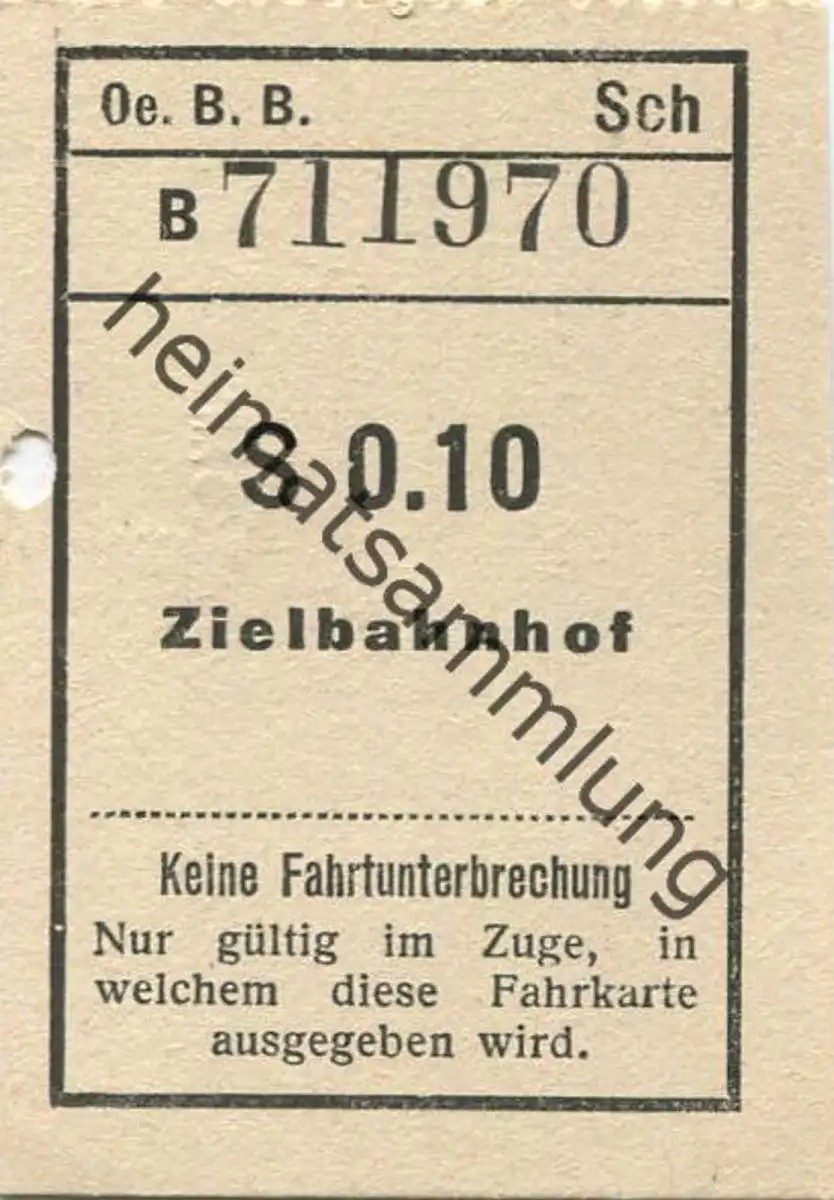 Oe. B. B. Sch
B 711970
S 0.10
Zielbahnhof
Keine Fahrtunterbrechung
Nur gültig im Zuge, in
welchem diese Fahrkarte
ausgegeben wird.
heimatsammlung